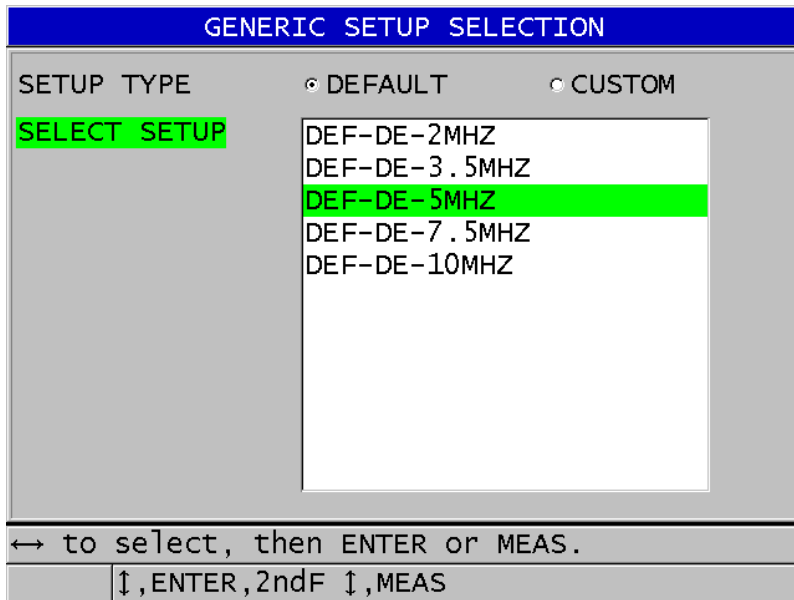 GENERIC SETUP SELECTION
SETUP TYPE DEFAULT CUSTOM
SELECT SETUP
DEF-DE-2MHZ
DEF-DE-3.5MHZ
DEF-DE-5MHZ
DEF-DE-7.5MHZ
DEF-DE-10MHZ
↔ to select, then ENTER or MEAS.
↕,ENTER,2ndF ↕,MEAS